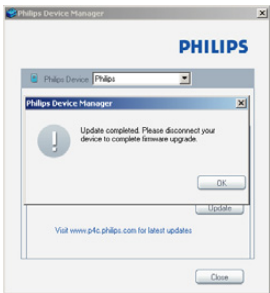 Philips Device Manager
PHILIPS
Philips Device Philips
Philips Device Manager
Update completed. Please disconnect your
device to complete firmware upgrade.
OK
Update
Visit www.p4c.philips.com for latest updates
Close